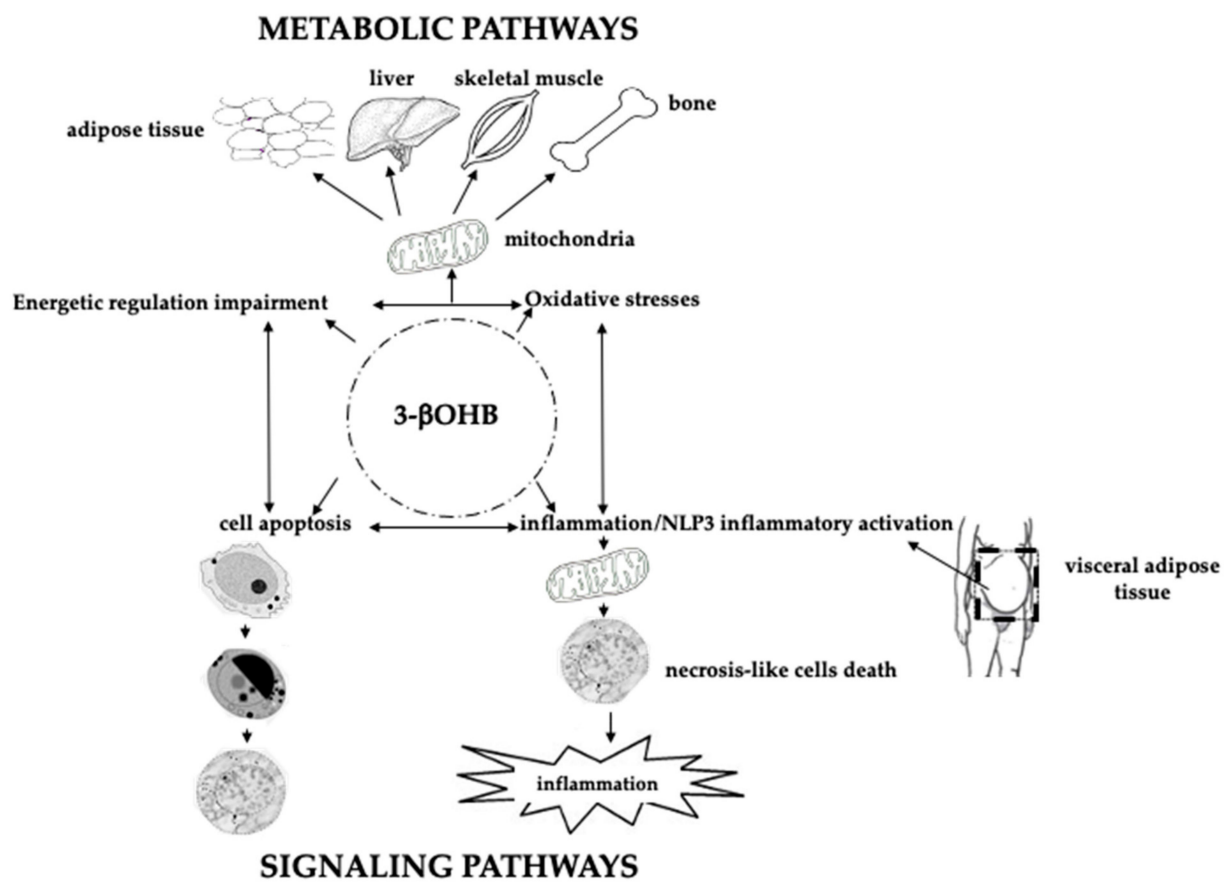 METABOLIC PATHWAYS
liver
skeletal muscle
bone
adipose tissue
mitochondria
Energetic regulation impairment
Oxidative stresses
3-βOHB
cell apoptosis
inflammation/NLP3 inflammatory activation
visceral adipose
tissue
necrosis-like cells death
inflammation
SIGNALING PATHWAYS